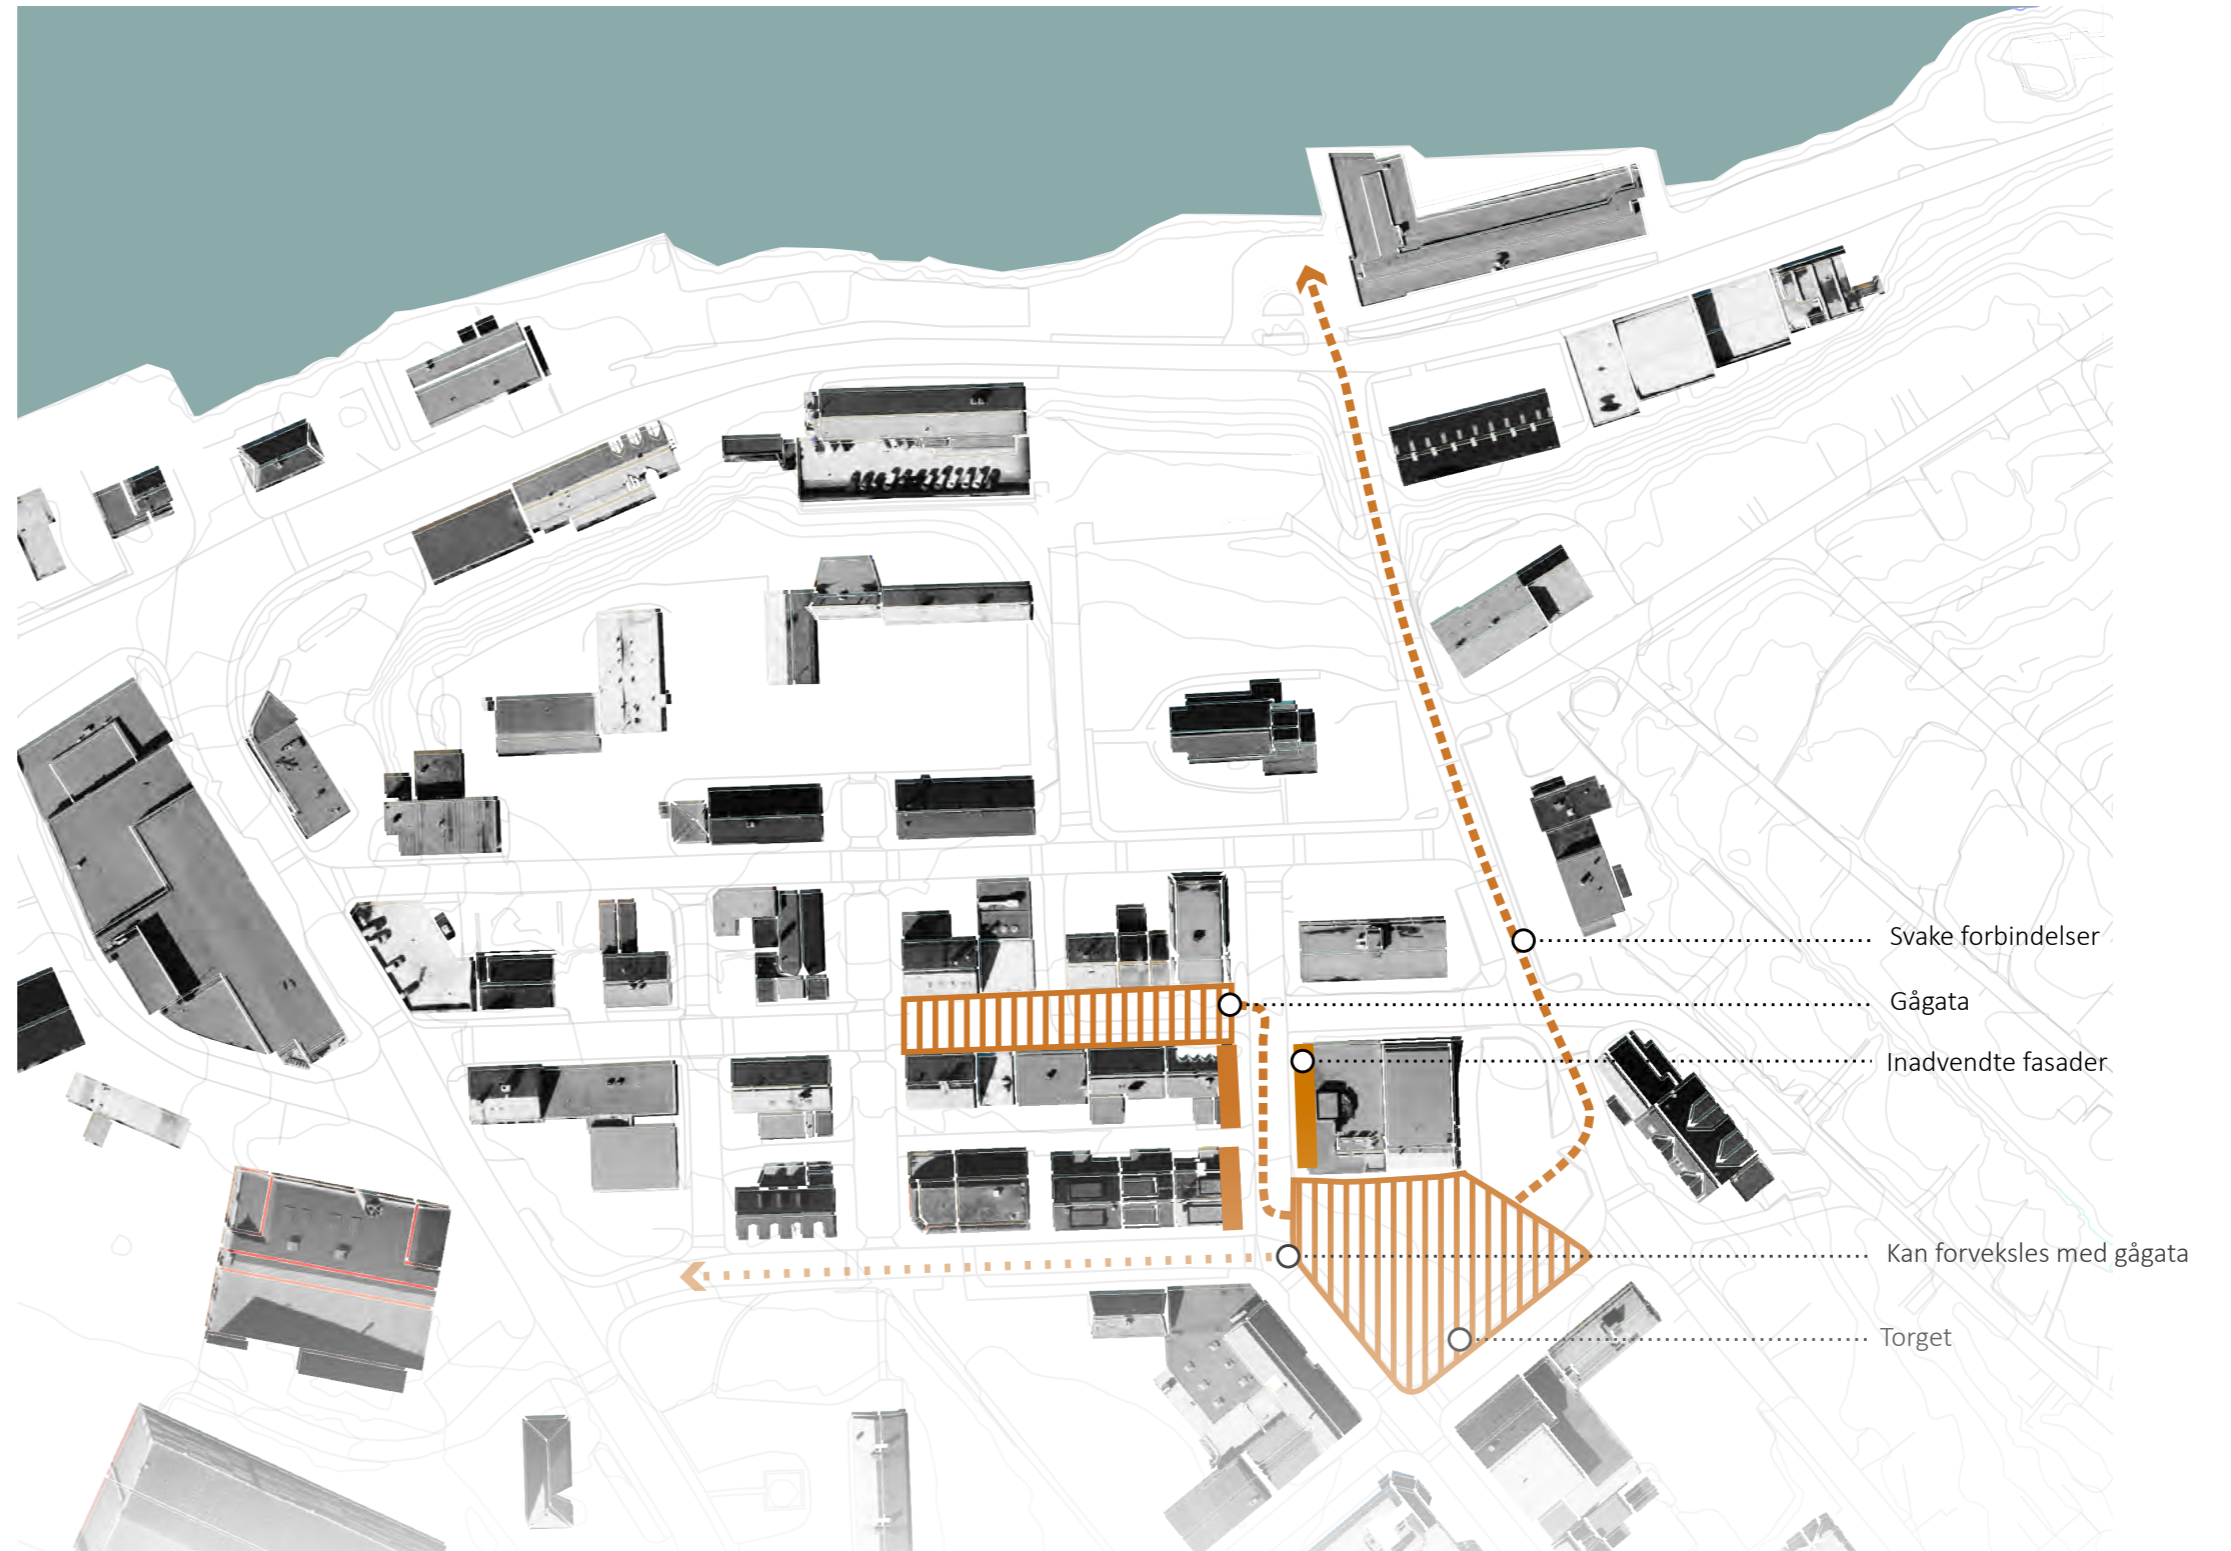 Svake forbindelser
Gågata
Inadvendte fasader
Kan forveksles med gågata
Torget